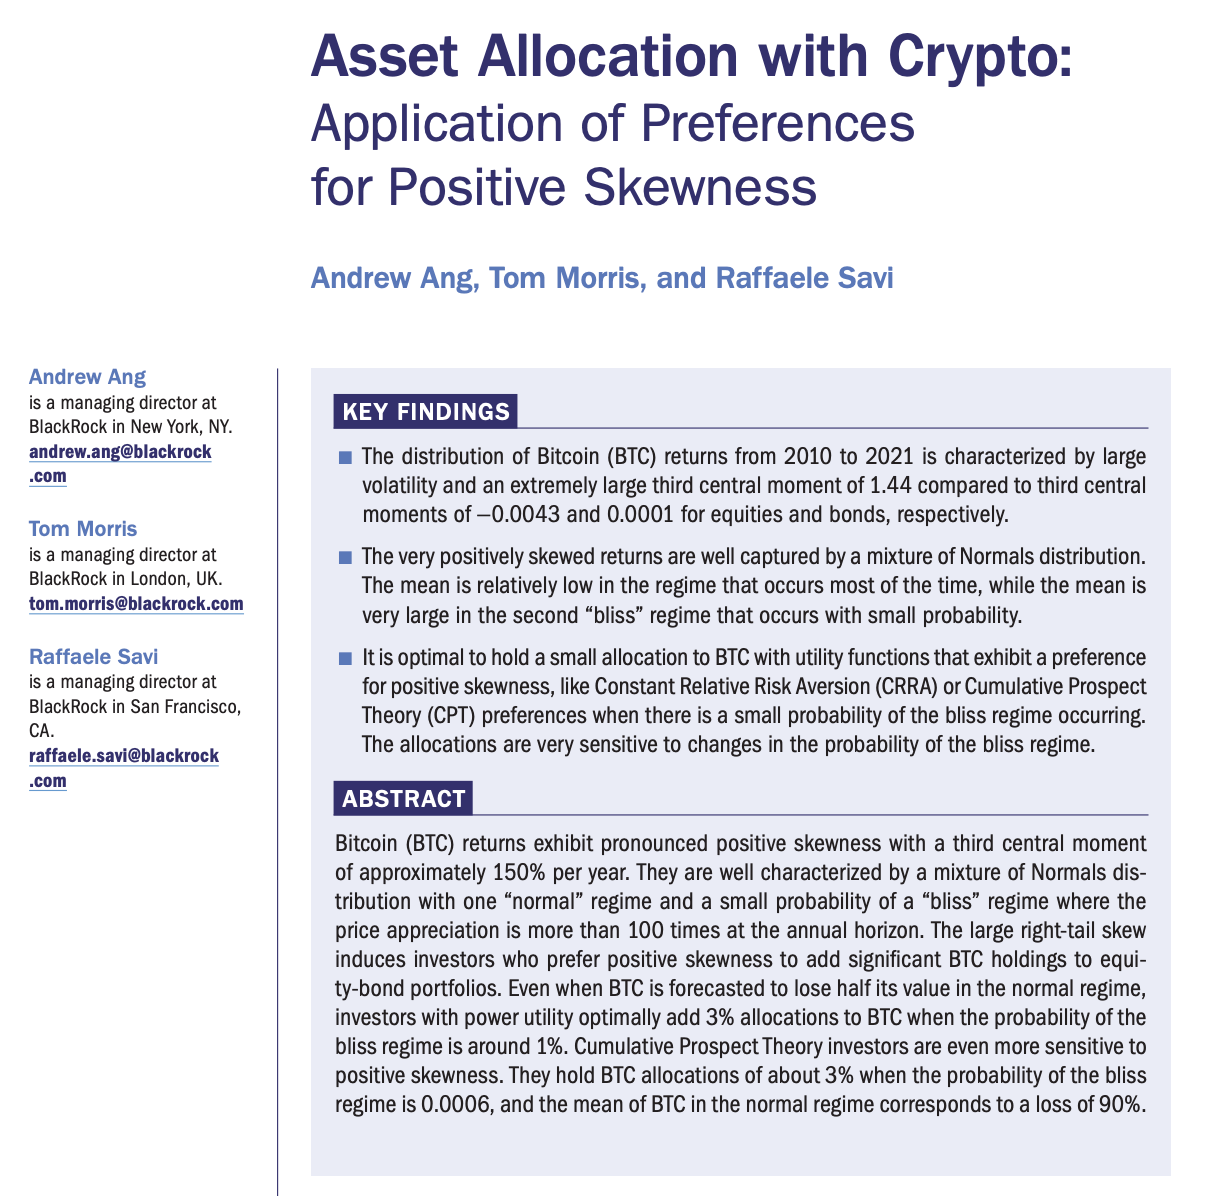 Asset Allocation with Crypto:
Application of Preferences
for Positive Skewness
Andrew Ang, Tom Morris, and Raffaele Savi
Andrew Ang
is a managing director at
BlackRock in New York, NY.
andrew.ang@blackrock
.com
Tom Morris
is a managing director at
BlackRock in London, UK.
tom.morris@blackrock.com
Raffaele Savi
is a managing director at
BlackRock in San Francisco,
CA.
raffaele.savi@blackrock
.com
KEY FINDINGS
■ The distribution of Bitcoin (BTC) returns from 2010 to 2021 is characterized by large
volatility and an extremely large third central moment of 1.44 compared to third central
moments of −0.0043 and 0.0001 for equities and bonds, respectively.
■ The very positively skewed returns are well captured by a mixture of Normals distribution.
The mean is relatively low in the regime that occurs most of the time, while the mean is
very large in the second “bliss” regime that occurs with small probability.
■ It is optimal to hold a small allocation to BTC with utility functions that exhibit a preference
for positive skewness, like Constant Relative Risk Aversion (CRRA) or Cumulative Prospect
Theory (CPT) preferences when there is a small probability of the bliss regime occurring.
The allocations are very sensitive to changes in the probability of the bliss regime.
ABSTRACT
Bitcoin (BTC) returns exhibit pronounced positive skewness with a third central moment
of approximately 150% per year. They are well characterized by a mixture of Normals dis-
tribution with one “normal” regime and a small probability of a “bliss” regime where the
price appreciation is more than 100 times at the annual horizon. The large right-tail skew
induces investors who prefer positive skewness to add significant BTC holdings to equi-
ty-bond portfolios. Even when BTC is forecasted to lose half its value in the normal regime,
investors with power utility optimally add 3% allocations to BTC when the probability of the
bliss regime is around 1%. Cumulative Prospect Theory investors are even more sensitive to
positive skewness. They hold BTC allocations of about 3% when the probability of the bliss
regime is 0.0006, and the mean of BTC in the normal regime corresponds to a loss of 90%.